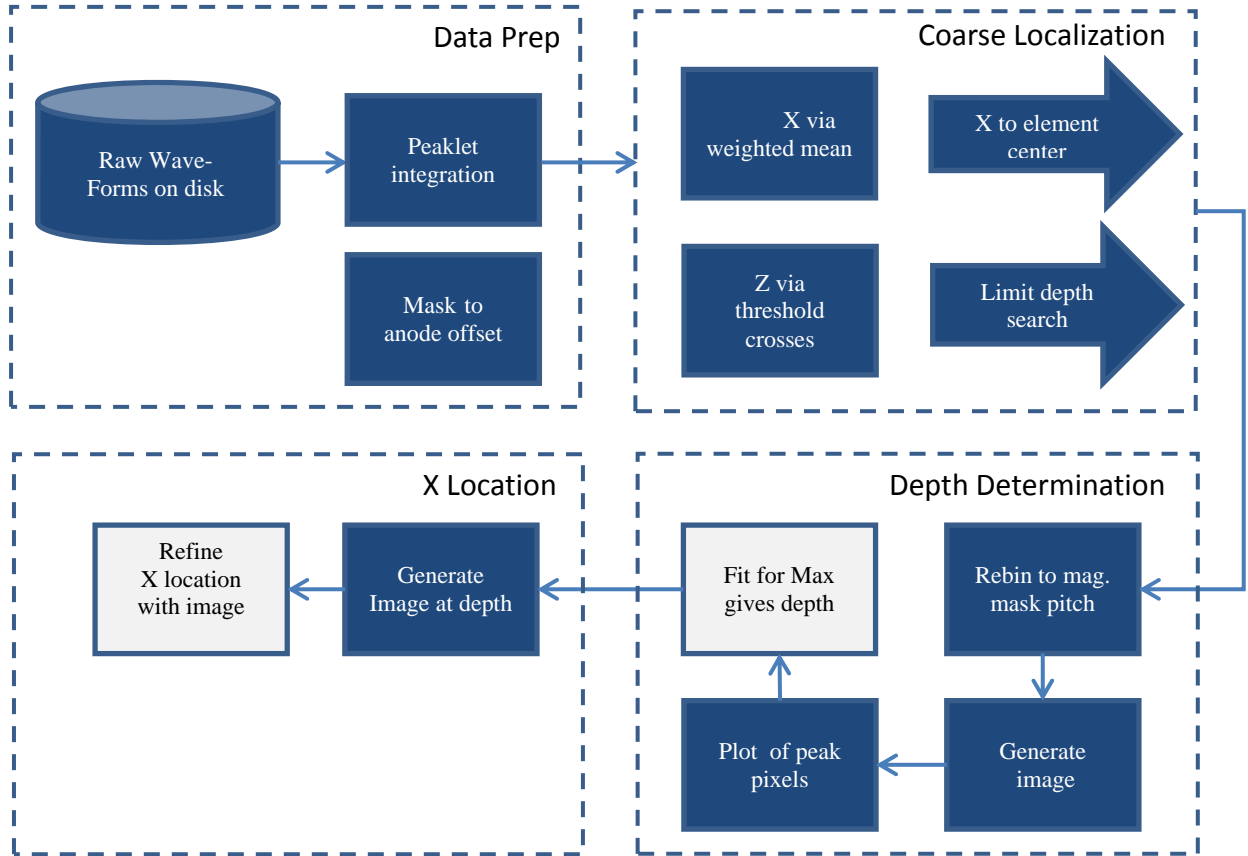 Data Prep
Raw Wave-
Forms on disk
Peaklet
integration
Mask to
anode offset
Coarse Localization
X via
weighted mean
X to element
center
Z via
threshold
crosses
Limit depth
search
X Location
Refine
X location
with image
Generate
Image at depth
Depth Determination
Fit for Max
gives depth
Rebin to mag.
mask pitch
Plot of peak
pixels
Generate
image